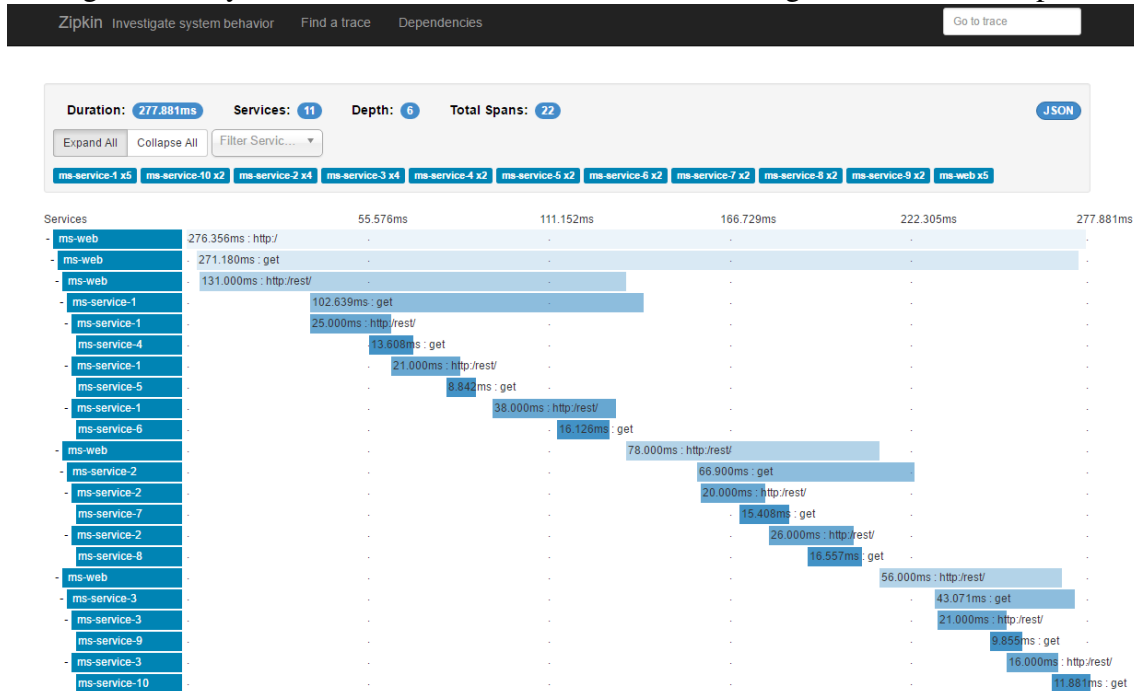 Zipkin Investigate system behavior Find a trace Dependencies Go to trace
Duration: 277.881ms Services: 11 Depth: 6 Total Spans: 22 JSON
Expand All Collapse All Filter Servic...
ms-service-1 x5 ms-service-10 x2 ms-service-2 x4 ms-service-3 x4 ms-service-4 x2 ms-service-5 x2 ms-service-6 x2 ms-service-7 x2 ms-service-8 x2 ms-service-9 x2 ms-web x5
Services 55.576ms 111.152ms 166.729ms 222.305ms 277.881ms
- ms-web 276.356ms : http:/
- ms-web 271.180ms : get
- ms-web 131.000ms : http:/rest/
- ms-service-1 102.639ms : get
- ms-service-1 25.000ms : http:/rest/
ms-service-4 13.608ms : get
- ms-service-1 21.000ms : http:/rest/
ms-service-5 8.842ms : get
- ms-service-1 38.000ms : http:/rest/
ms-service-6 16.126ms : get
- ms-web 78.000ms : http:/rest/
- ms-service-2 66.900ms : get
- ms-service-2 20.000ms : http:/rest/
ms-service-7 15.408ms : get
- ms-service-2 26.000ms : http:/rest/
ms-service-8 16.557ms : get
- ms-web 56.000ms : http:/rest/
- ms-service-3 43.071ms : get
- ms-service-3 21.000ms : http:/rest/
ms-service-9 9.855ms : get
- ms-service-3 16.000ms : http:/rest/
ms-service-10 11.881ms : get